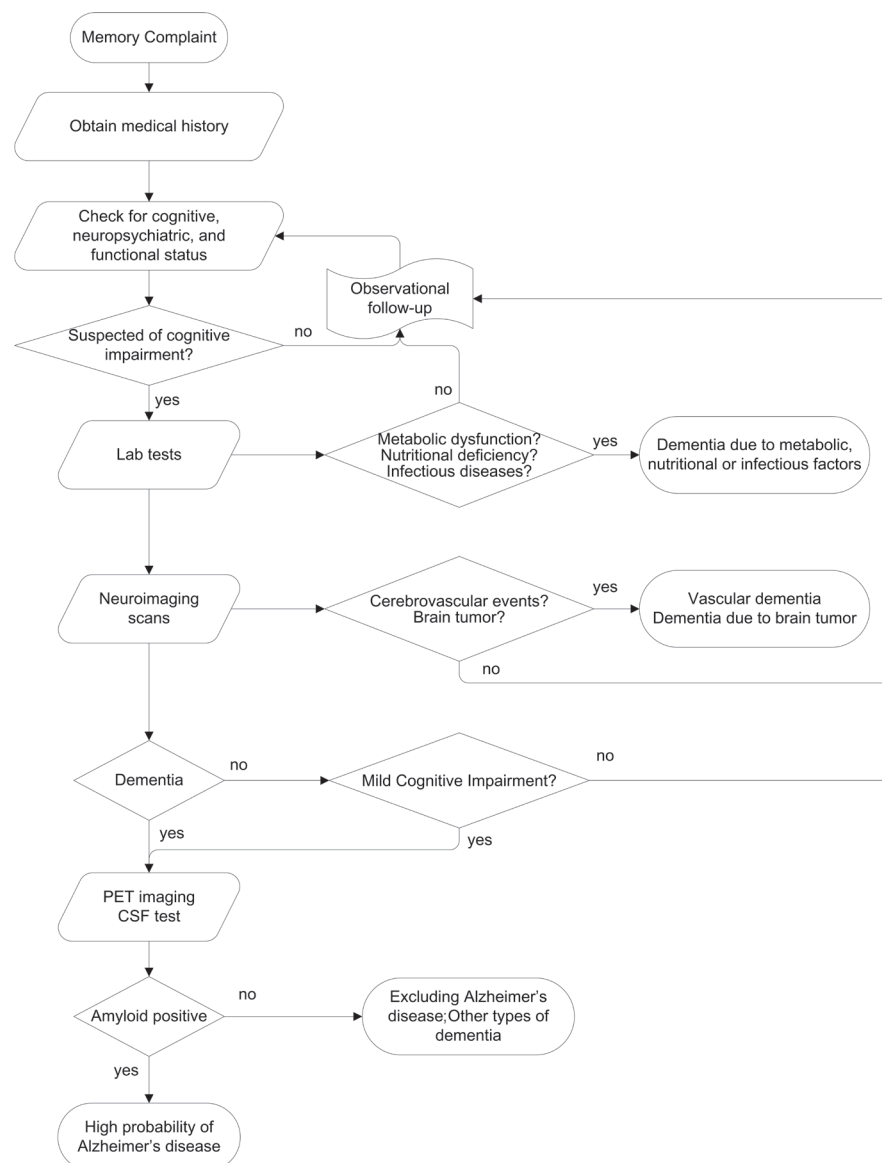 Memory Complaint
Obtain medical history
Check for cognitive,
neuropsychiatric, and
functional status
Observational
follow-up
Suspected of cognitive
impairment?
no
yes
no
Lab tests
Metabolic dysfunction?
Nutritional deficiency?
Infectious diseases?
yes
Dementia due to metabolic,
nutritional or infectious factors
Neuroimaging
scans
Cerebrovascular events?
Brain tumor?
yes
Vascular dementia
Dementia due to brain tumor
no
Dementia
no
Mild Cognitive Impairment?
no
yes
yes
PET imaging
CSF test
Amyloid positive
no
Excluding Alzheimer's
disease;Other types of
dementia
yes
High probability of
Alzheimer's disease